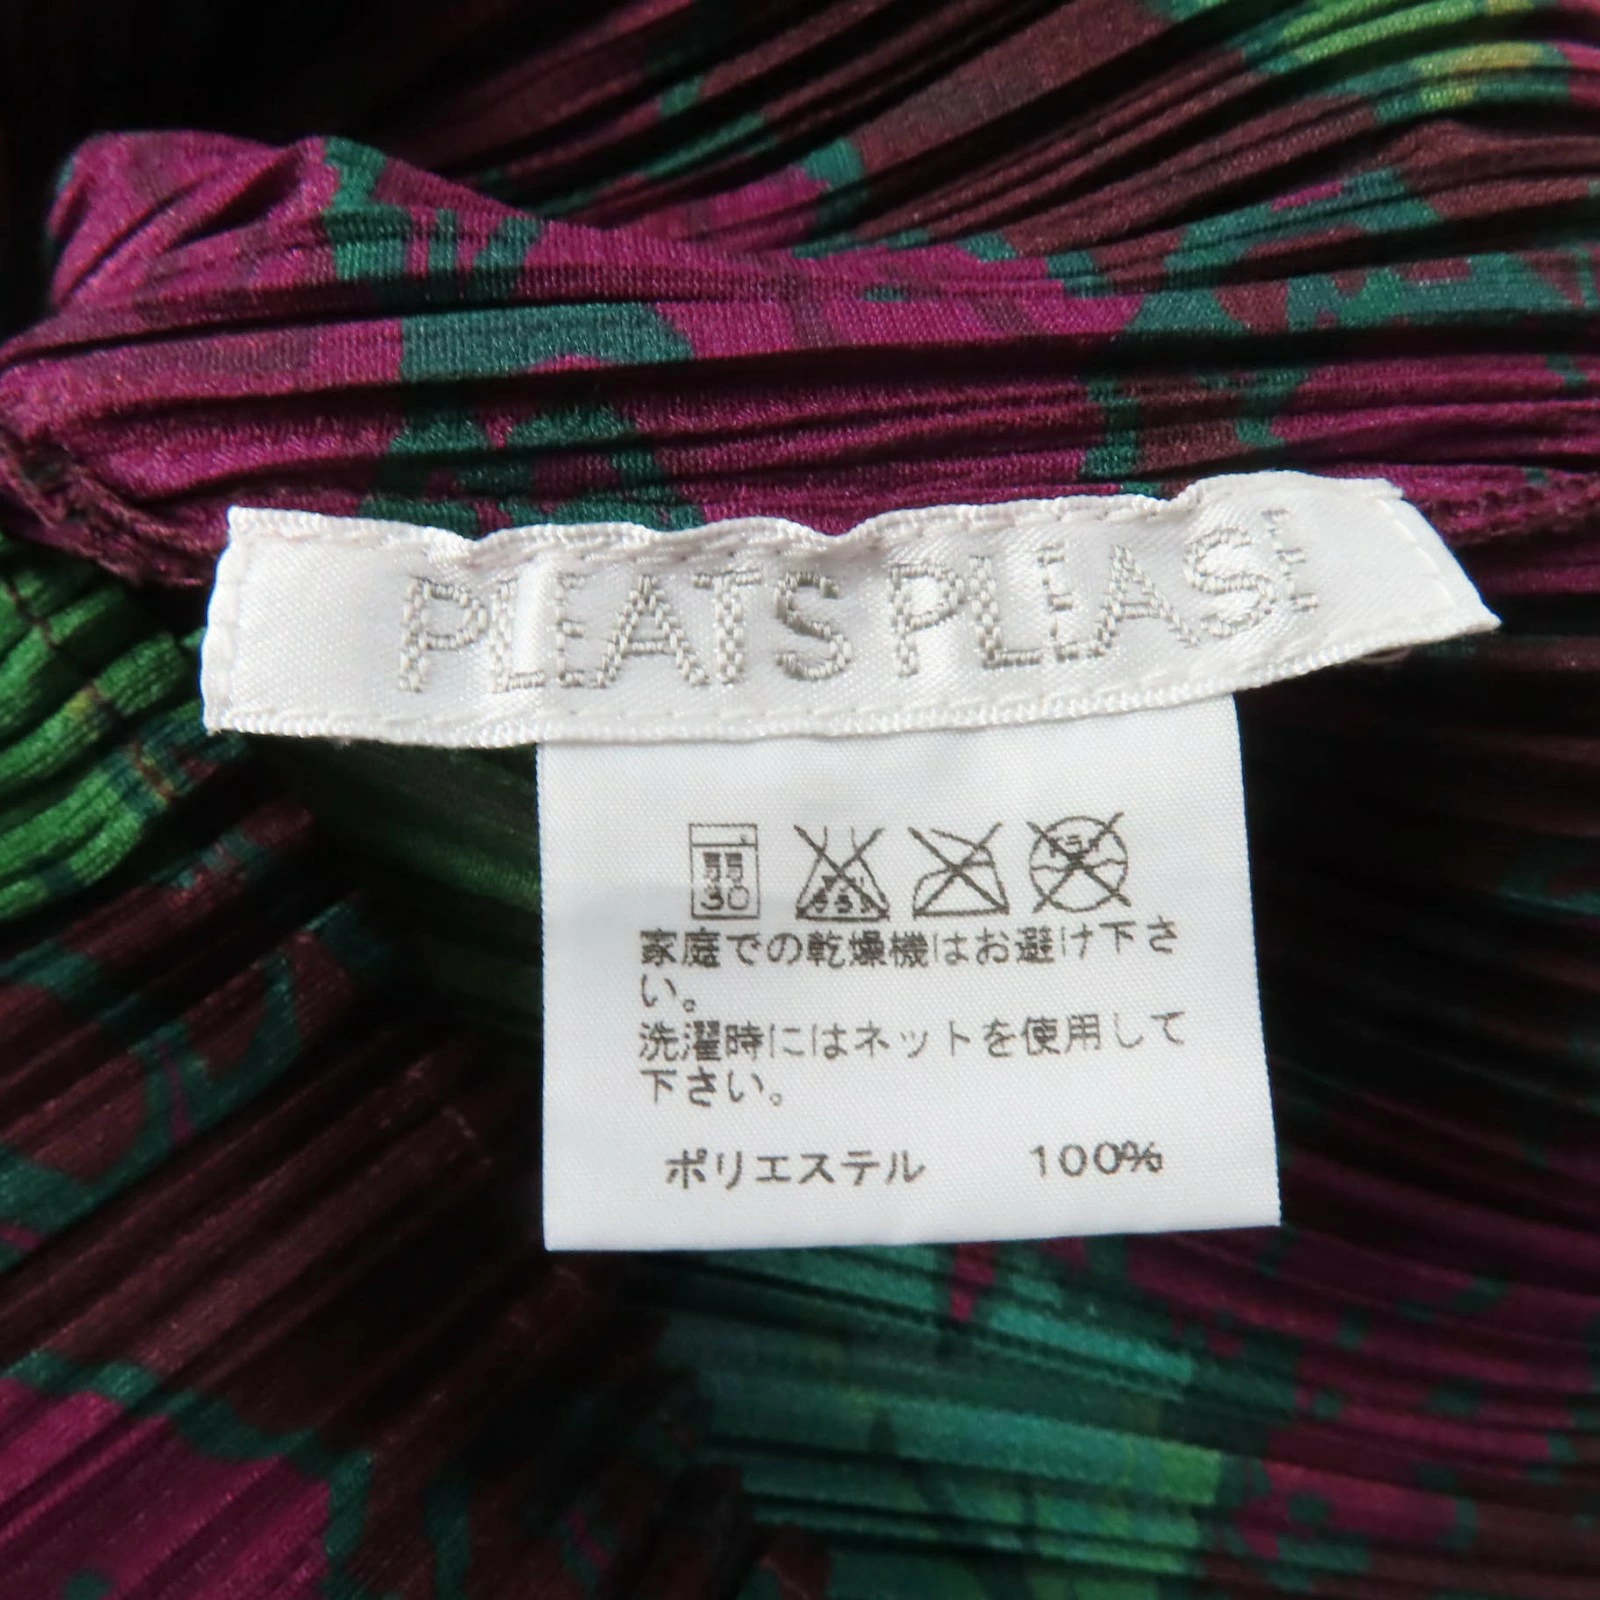 PLEATS PLEASE
弱
30
家庭での乾燥機はお避け下さ
い。
洗濯時にはネットを使用して
下さい。
ポリエステル 100%